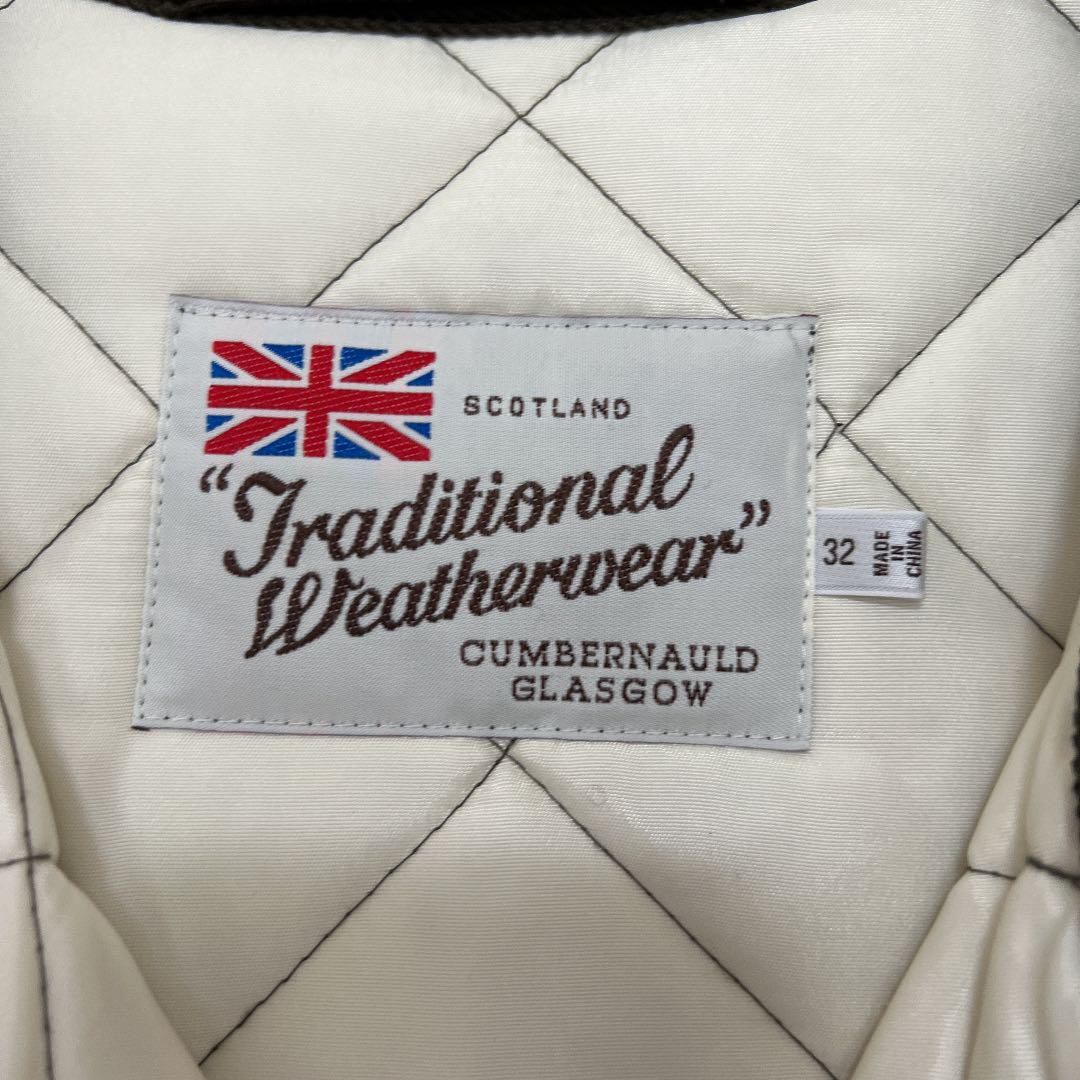 SCOTLAND
"Traditional
Weatherwear"
CUMBERNAULD
GLASGOW
32
MADE
IN
CHINA